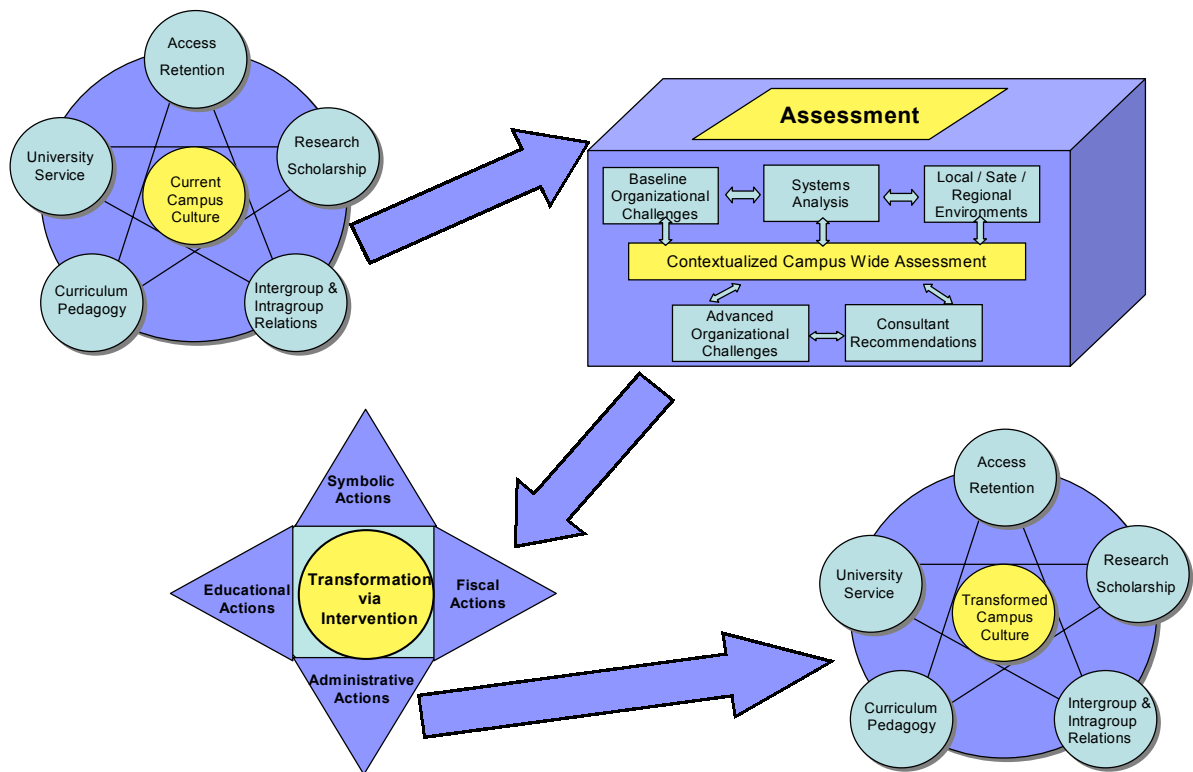 Access
Retention
Research
Scholarship
University
Service
Current
Campus
Culture
Curriculum
Pedagogy
Intergroup &
Intragroup
Relations
Assessment
Baseline
Organizational
Challenges
Systems
Analysis
Local / Sate /
Regional
Environments
Contextualized Campus Wide Assessment
Advanced
Organizational
Challenges
Consultant
Recommendations
Symbolic
Actions
Educational
Actions
Transformation
via
Intervention
Fiscal
Actions
Administrative
Actions
Access
Retention
Research
Scholarship
University
Service
Transformed
Campus
Culture
Curriculum
Pedagogy
Intergroup &
Intragroup
Relations